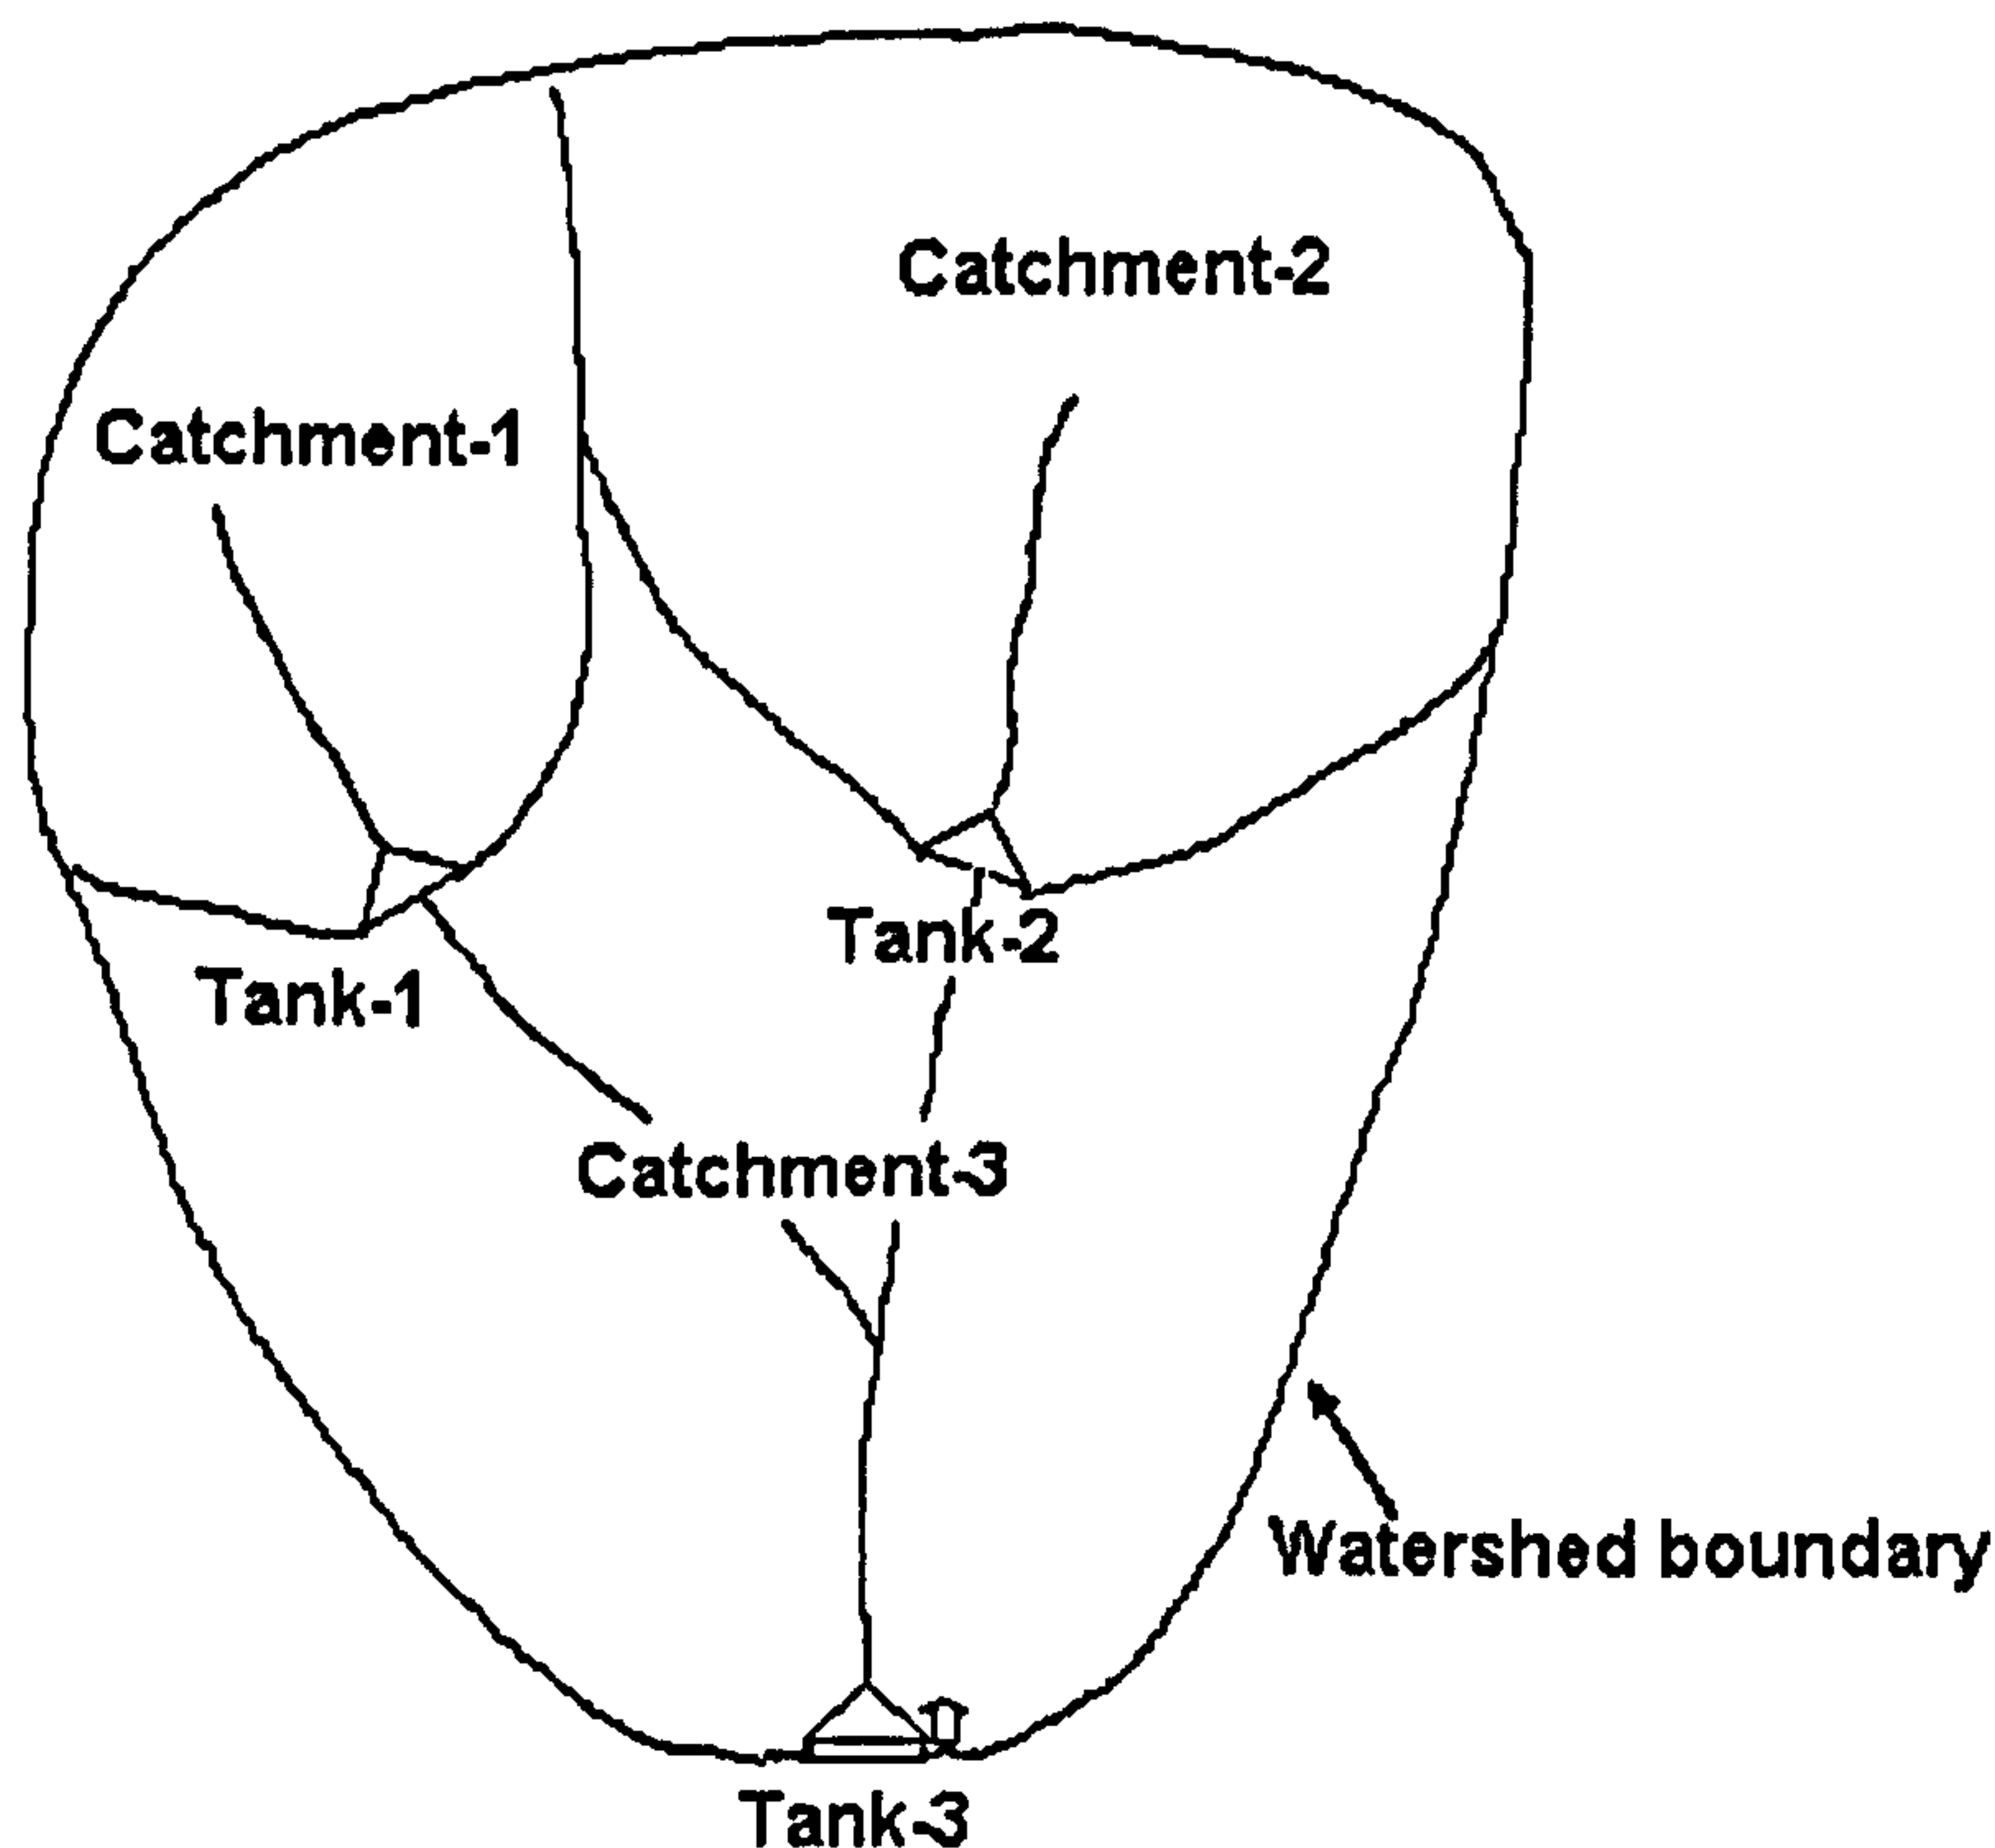 Catchment-2
Catchment-1
Tank-2
Tank-1
Catchment-3
Watershed boundary
Tank-3